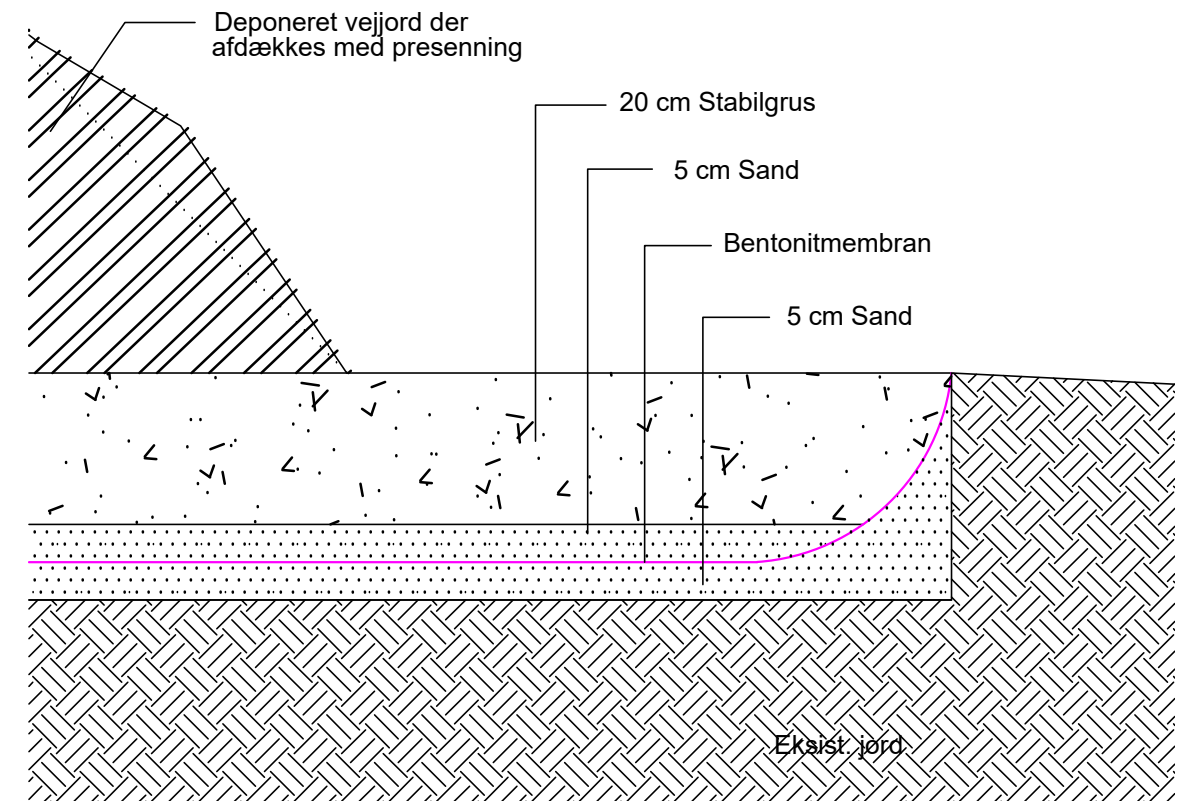 Deponeret vejjord der
afdækkes med presenning
20 cm Stabilgrus
5 cm Sand
Bentonitmembran
5 cm Sand
Eksist. jord